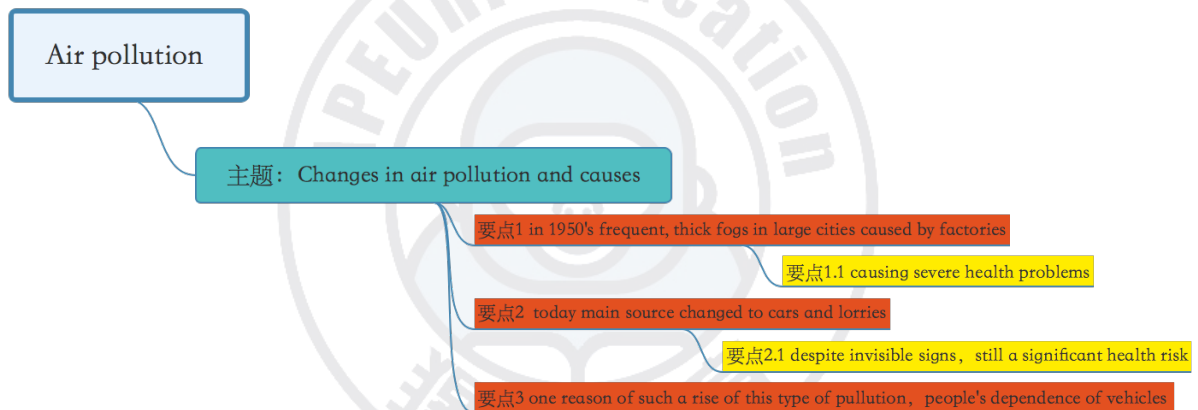 Air pollution
主题：Changes in air pollution and causes
要点1 in 1950's frequent, thick fogs in large cities caused by factories
要点1.1 causing severe health problems
要点2 today main source changed to cars and lorries
要点2.1 despite invisible signs，still a significant health risk
要点3 one reason of such a rise of this type of pullution，people's dependence of vehicles